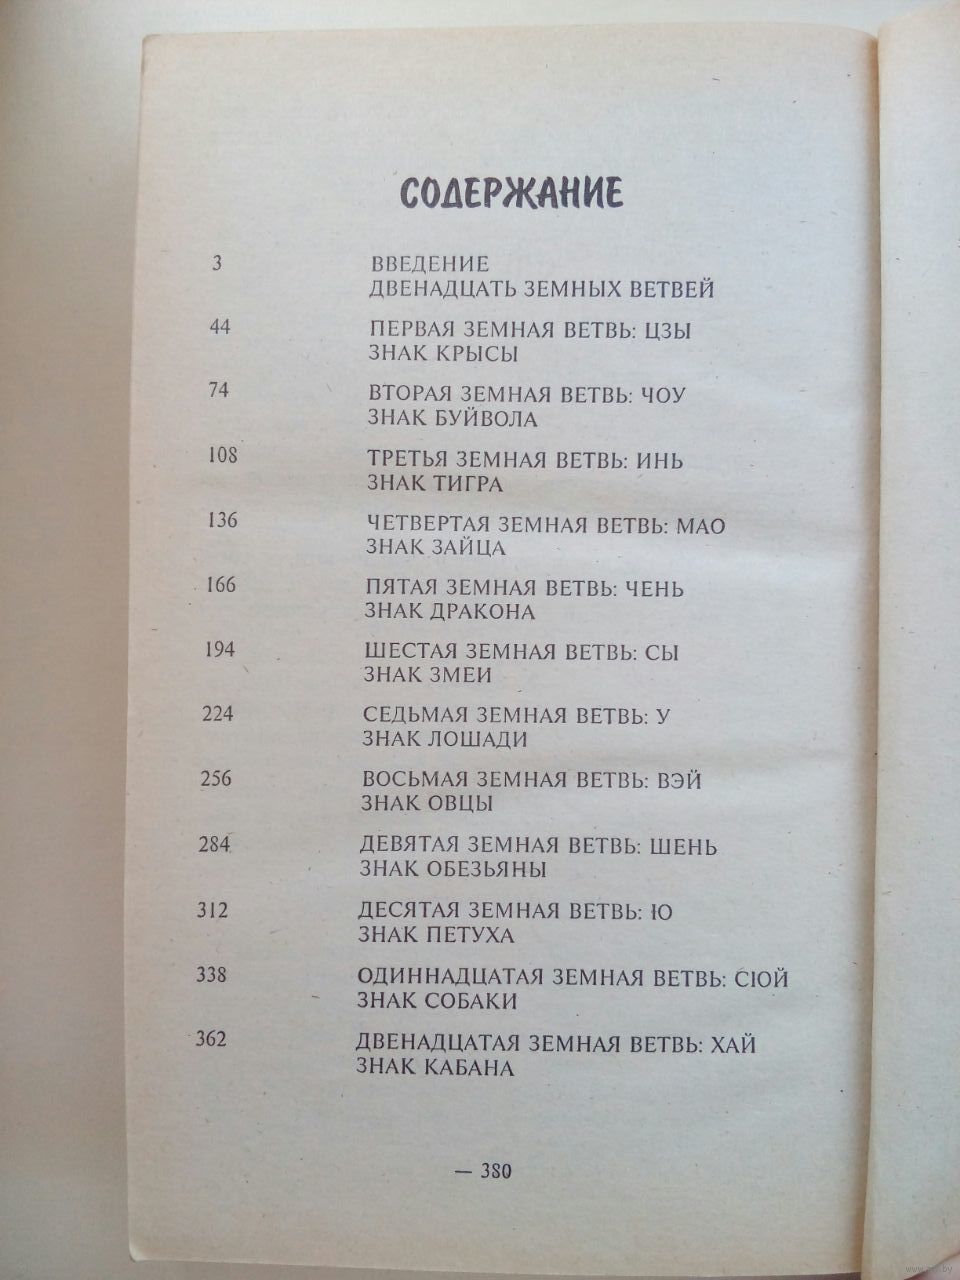 СОДЕРЖАНИЕ
3 ВВЕДЕНИЕ
ДВЕНАДЦАТЬ ЗЕМНЫХ ВЕТВЕЙ
44 ПЕРВАЯ ЗЕМНАЯ ВЕТВЬ: ЦЗЫ
ЗНАК КРЫСЫ
74 ВТОРАЯ ЗЕМНАЯ ВЕТВЬ: ЧОУ
ЗНАК БУЙВОЛА
108 ТРЕТЬЯ ЗЕМНАЯ ВЕТВЬ: ИНЬ
ЗНАК ТИГРА
136 ЧЕТВЕРТАЯ ЗЕМНАЯ ВЕТВЬ: МАО
ЗНАК ЗАЙЦА
166 ПЯТАЯ ЗЕМНАЯ ВЕТВЬ: ЧЕНЬ
ЗНАК ДРАКОНА
194 ШЕСТАЯ ЗЕМНАЯ ВЕТВЬ: СЫ
ЗНАК ЗМЕИ
224 СЕДЬМАЯ ЗЕМНАЯ ВЕТВЬ: У
ЗНАК ЛОШАДИ
256 ВОСЬМАЯ ЗЕМНАЯ ВЕТВЬ: ВЭЙ
ЗНАК ОВЦЫ
284 ДЕВЯТАЯ ЗЕМНАЯ ВЕТВЬ: ШЕНЬ
ЗНАК ОБЕЗЬЯНЫ
312 ДЕСЯТАЯ ЗЕМНАЯ ВЕТВЬ: Ю
ЗНАК ПЕТУХА
338 ОДИННАДЦАТАЯ ЗЕМНАЯ ВЕТВЬ: СЮЙ
ЗНАК СОБАКИ
362 ДВЕНАДЦАТАЯ ЗЕМНАЯ ВЕТВЬ: ХАЙ
ЗНАК КАБАНА
— 380